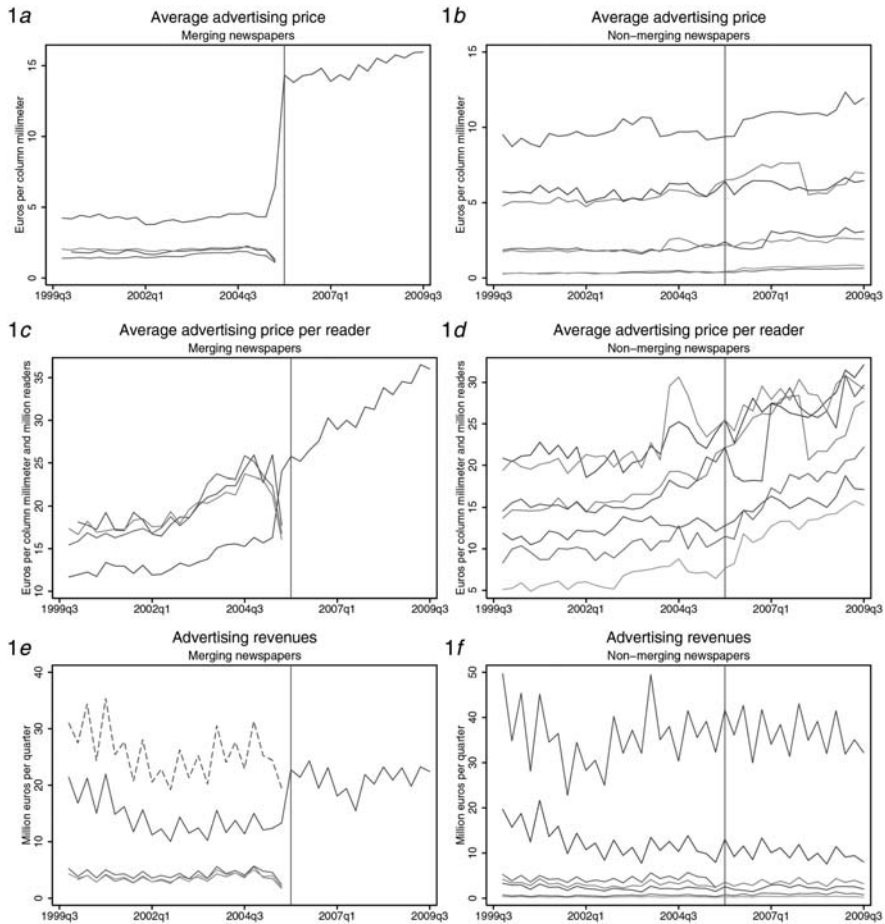 1a
Average advertising price
Merging newspapers
Euros per column millimeter
15
10
5
0
1999q3 2002q1 2004q3 2007q1 2009q3
1b
Average advertising price
Non-merging newspapers
Euros per column millimeter
15
10
5
0
1999q3 2002q1 2004q3 2007q1 2009q3
1c
Average advertising price per reader
Merging newspapers
Euros per column millimeter and million readers
35
30
25
20
15
10
1999q3 2002q1 2004q3 2007q1 2009q3
1d
Average advertising price per reader
Non-merging newspapers
Euros per column millimeter and million readers
30
25
20
15
10
5
1999q3 2002q1 2004q3 2007q1 2009q3
1e
Advertising revenues
Merging newspapers
Million euros per quarter
40
30
20
10
0
1999q3 2002q1 2004q3 2007q1 2009q3
1f
Advertising revenues
Non-merging newspapers
Million euros per quarter
50
40
30
20
10
0
1999q3 2002q1 2004q3 2007q1 2009q3